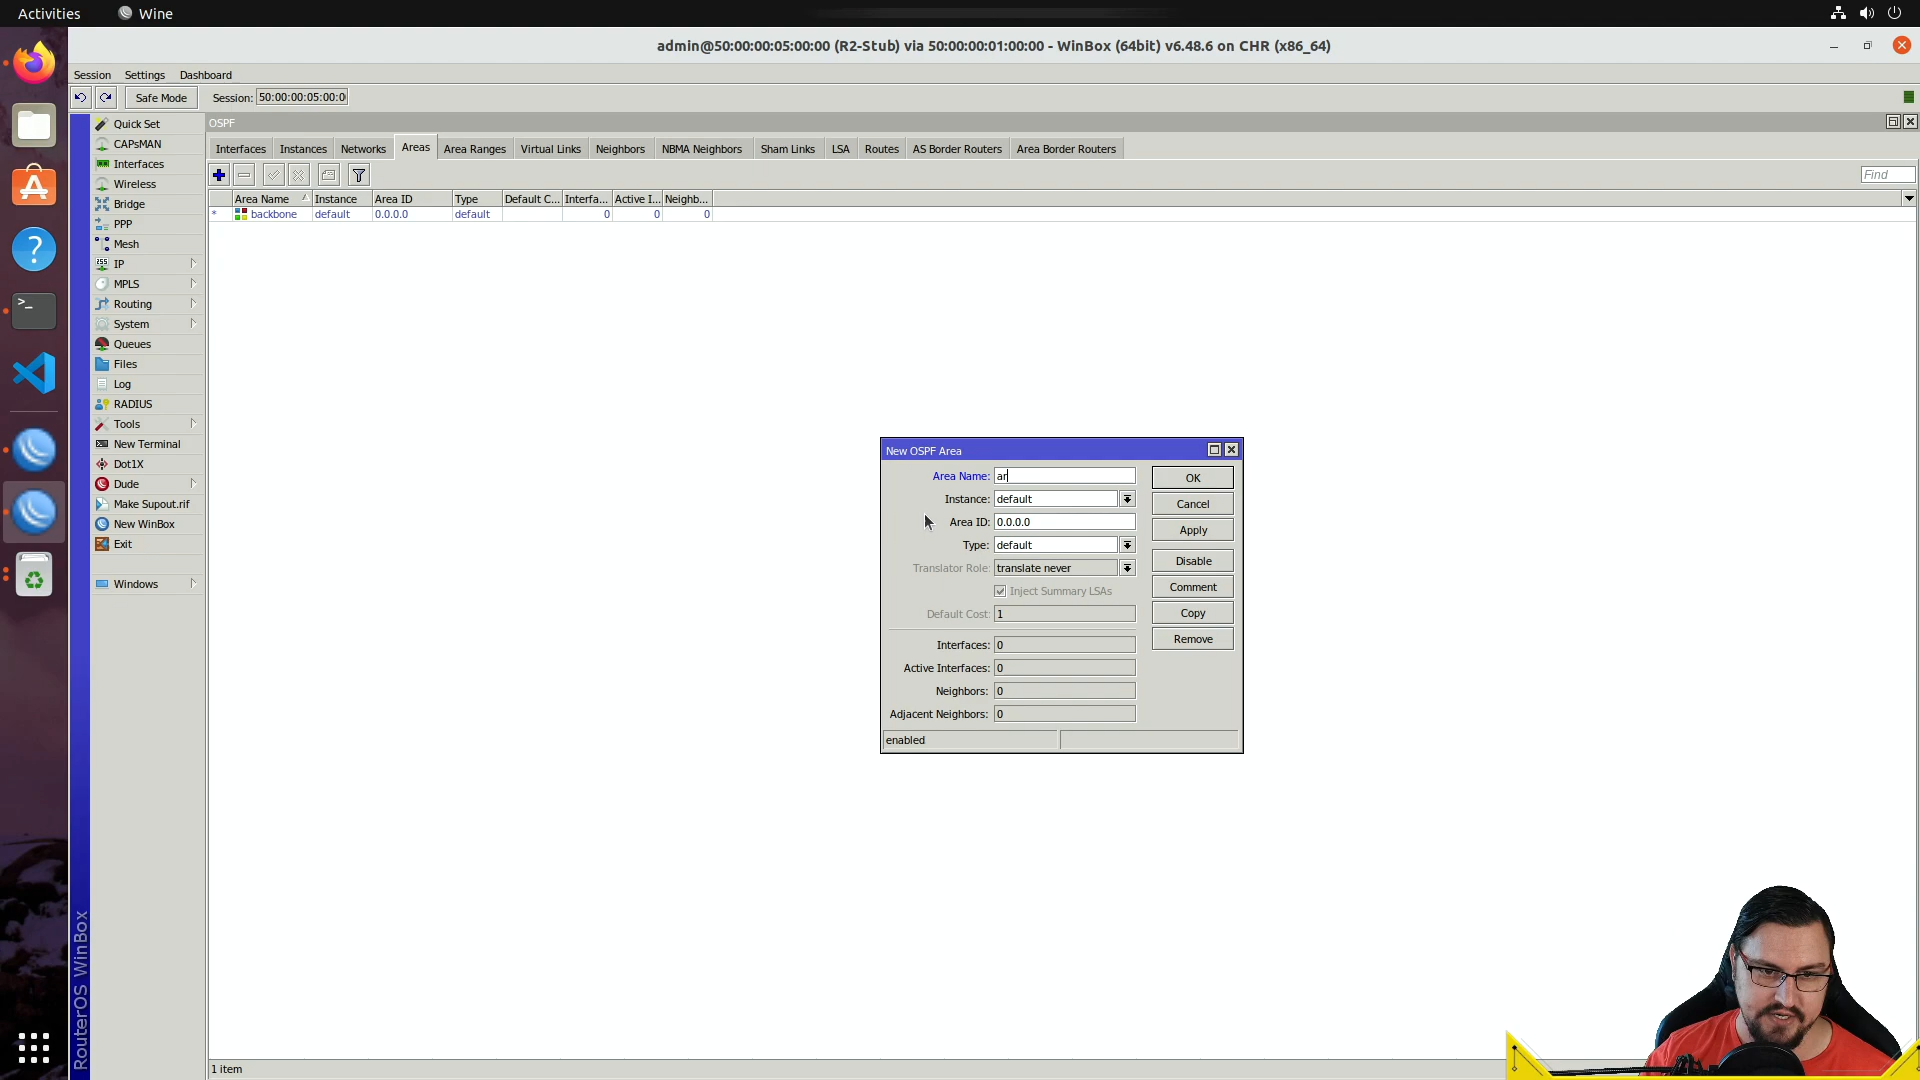 Activities Wine
admin@50:00:00:05:00:00 (R2-Stub) via 50:00:00:01:00:00 - WinBox (64bit) v6.48.6 on CHR (x86_64)
Session Settings Dashboard
Safe Mode Session: 50:00:00:05:00:0
Quick Set
CAPsMAN
Interfaces
Wireless
Bridge
PPP
Mesh
IP
MPLS
Routing
System
Queues
Files
Log
RADIUS
Tools
New Terminal
Dot1X
Dude
Make Supout.rif
New WinBox
Exit
Windows
RouterOS WinBox
OSPF
Interfaces Instances Networks Areas Area Ranges Virtual Links Neighbors NBMA Neighbors Sham Links LSA Routes AS Border Routers Area Border Routers
Find
Area Name Instance Area ID Type Default C... Interfa... Active I... Neighb...
* backbone default 0.0.0.0 default 0 0 0
New OSPF Area
Area Name: ar
Instance: default
Area ID: 0.0.0.0
Type: default
Translator Role: translate never
Inject Summary LSAs
Default Cost: 1
Interfaces: 0
Active Interfaces: 0
Neighbors: 0
Adjacent Neighbors: 0
enabled
OK
Cancel
Apply
Disable
Comment
Copy
Remove
1 item